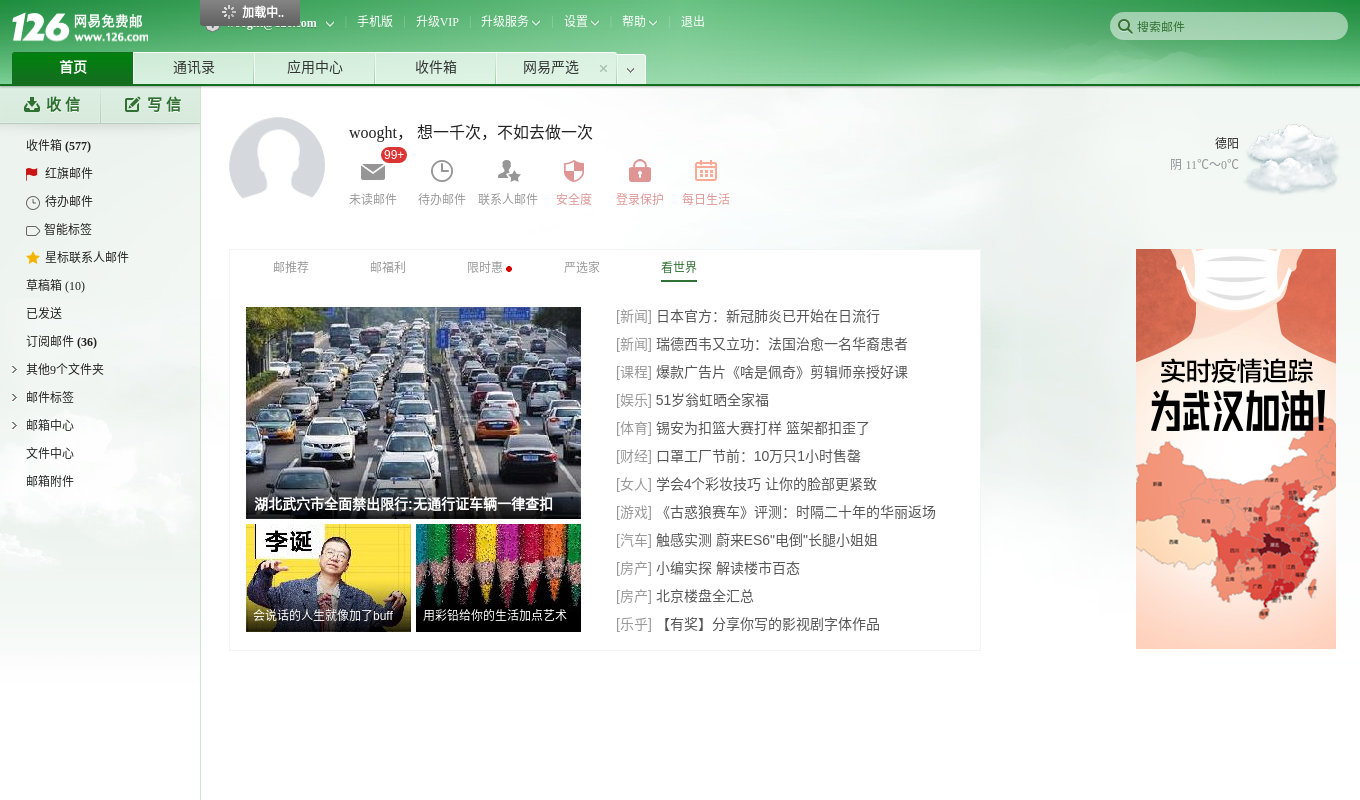 126 网易免费邮
www.126.com
加载中..
手机版 升级VIP 升级服务 设置 帮助 退出
搜索邮件
首页 通讯录 应用中心 收件箱 网易严选
收信 写信
收件箱 (577)
红旗邮件
待办邮件
智能标签
星标联系人邮件
草稿箱 (10)
已发送
订阅邮件 (36)
其他9个文件夹
邮件标签
邮箱中心
文件中心
邮箱附件
wooght， 想一千次，不如去做一次
99+
未读邮件 待办邮件 联系人邮件 安全度 登录保护 每日生活
德阳
阴 11℃～0℃
邮推荐 邮福利 限时惠 严选家 看世界
湖北武穴市全面禁出限行:无通行证车辆一律查扣
李诞
会说话的人生就像加了buff
用彩铅给你的生活加点艺术
[新闻] 日本官方：新冠肺炎已开始在日流行
[新闻] 瑞德西韦又立功：法国治愈一名华裔患者
[课程] 爆款广告片《啥是佩奇》剪辑师亲授好课
[娱乐] 51岁翁虹晒全家福
[体育] 锡安为扣篮大赛打样 篮架都扣歪了
[财经] 口罩工厂节前：10万只1小时售罄
[女人] 学会4个彩妆技巧 让你的脸部更紧致
[游戏] 《古惑狼赛车》评测：时隔二十年的华丽返场
[汽车] 触感实测 蔚来ES6"电倒"长腿小姐姐
[房产] 小编实探 解读楼市百态
[房产] 北京楼盘全汇总
[乐乎] 【有奖】分享你写的影视剧字体作品
实时疫情追踪
为武汉加油!